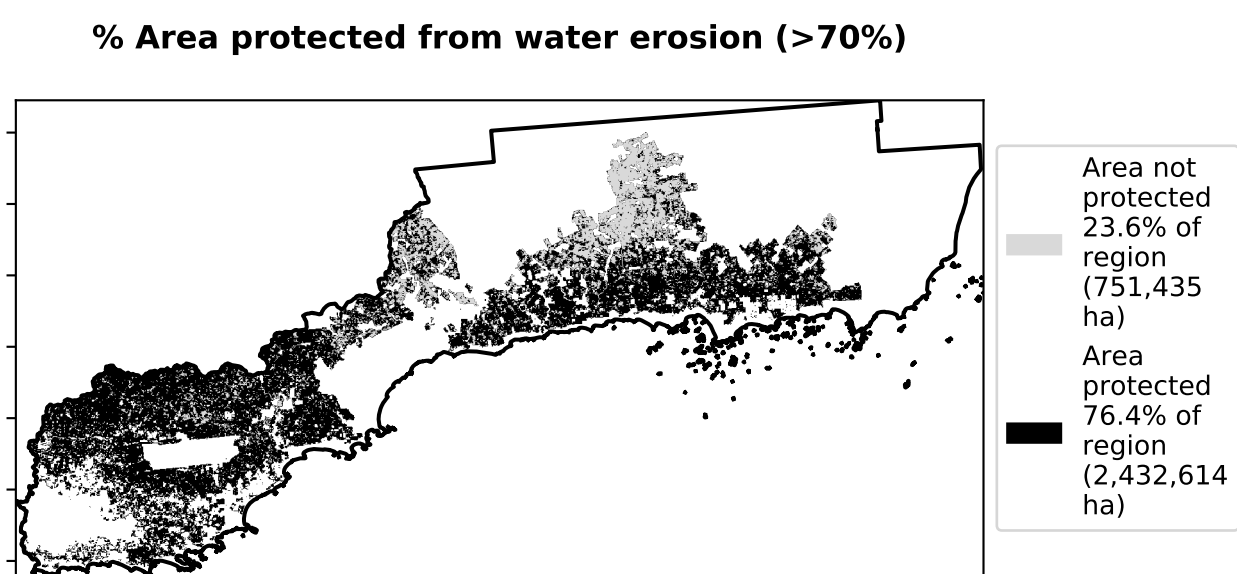 % Area protected from water erosion (>70%)
Area not
protected
23.6% of
region
(751,435
ha)
Area
protected
76.4% of
region
(2,432,614
ha)